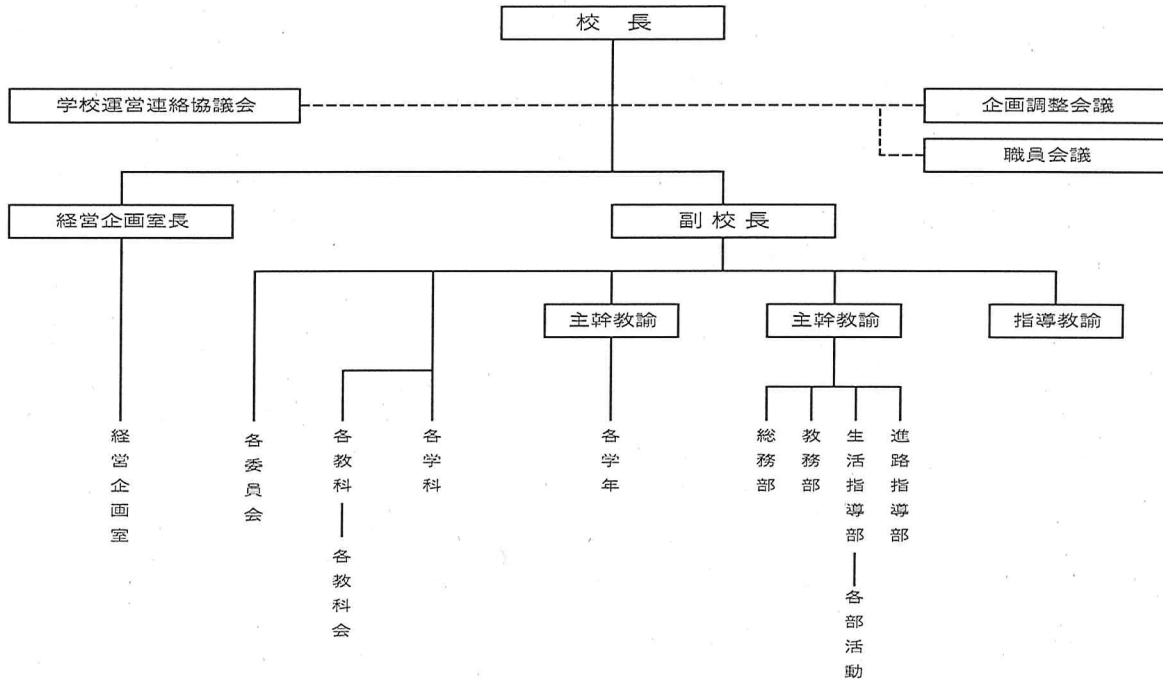 校長
学校運営連絡協議会
企画調整会議
職員会議
経営企画室長
副校長
主幹教諭
主幹教諭
指導教諭
経営企画室
各委員会
各教科
各教科会
各学科
各学年
総務部
教務部
生活指導部
各部活動
進路指導部